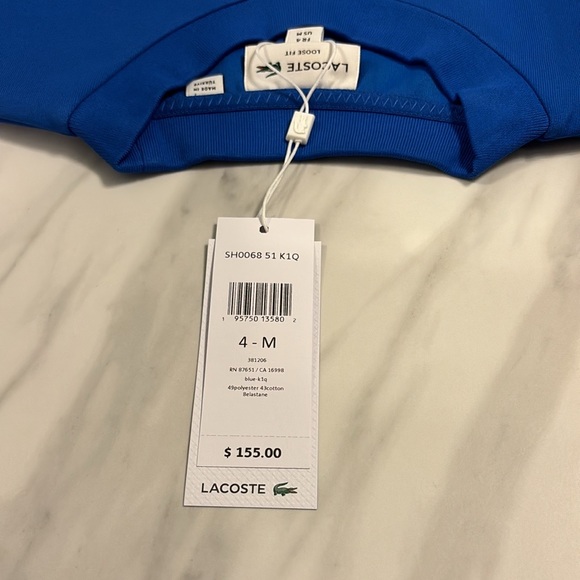 US M
FR 4
LOOSE FIT
LACOSTE
MADE IN
SH0068 51 K1Q
1 95750 13580 2
4 - M
381206
RN 87651 / CA 16998
blue-k1q
49polyester 43cotton
8elastane
$ 155.00
LACOSTE